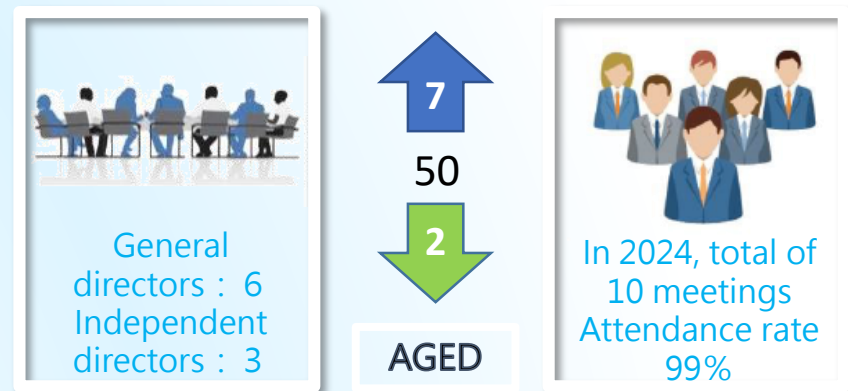 General
directors : 6
Independent
directors : 3
7
50
2
AGED
In 2024, total of
10 meetings
Attendance rate
99%